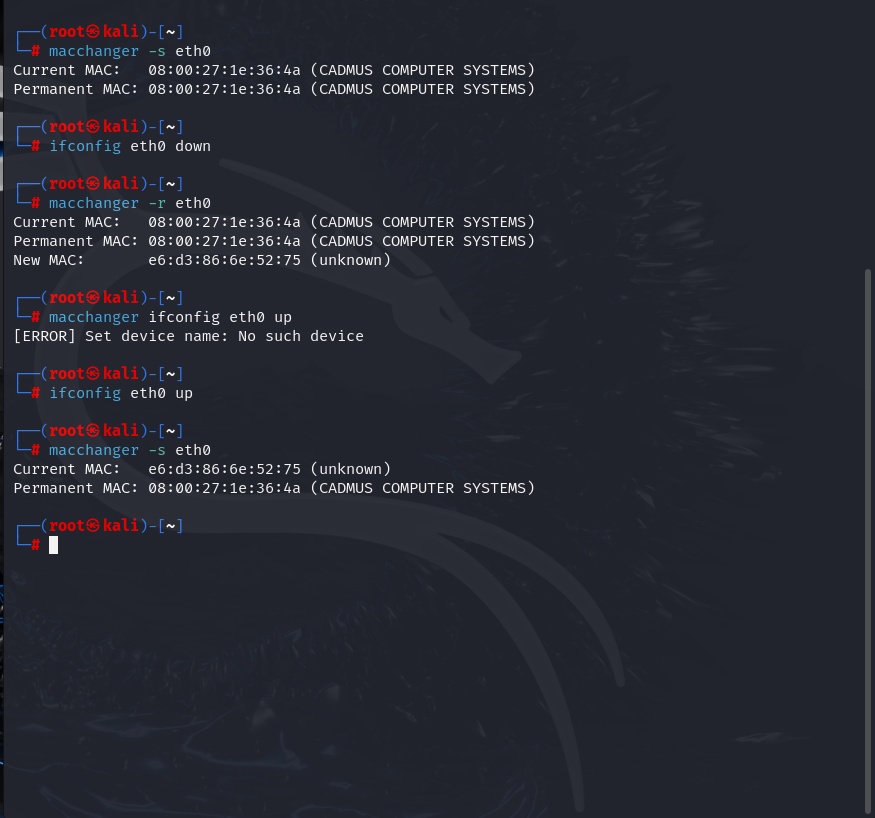 ┌──(root㉿kali)-[~]
└─# macchanger -s eth0
Current MAC:   08:00:27:1e:36:4a (CADMUS COMPUTER SYSTEMS)
Permanent MAC: 08:00:27:1e:36:4a (CADMUS COMPUTER SYSTEMS)
┌──(root㉿kali)-[~]
└─# ifconfig eth0 down
┌──(root㉿kali)-[~]
└─# macchanger -r eth0
Current MAC:   08:00:27:1e:36:4a (CADMUS COMPUTER SYSTEMS)
Permanent MAC: 08:00:27:1e:36:4a (CADMUS COMPUTER SYSTEMS)
New MAC:       e6:d3:86:6e:52:75 (unknown)
┌──(root㉿kali)-[~]
└─# macchanger ifconfig eth0 up
[ERROR] Set device name: No such device
┌──(root㉿kali)-[~]
└─# ifconfig eth0 up
┌──(root㉿kali)-[~]
└─# macchanger -s eth0
Current MAC:   e6:d3:86:6e:52:75 (unknown)
Permanent MAC: 08:00:27:1e:36:4a (CADMUS COMPUTER SYSTEMS)
┌──(root㉿kali)-[~]
└─#